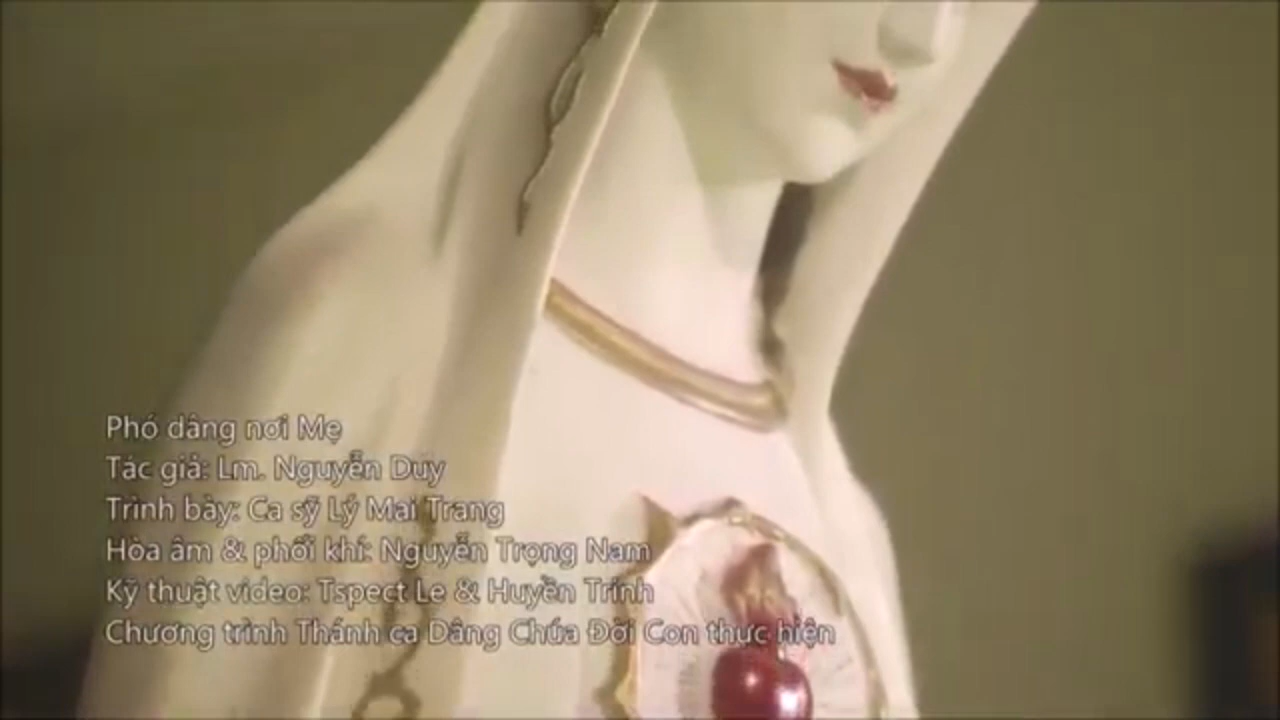 Phó dâng nơi Mẹ
Tác giả: Lm. Nguyễn Duy
Trình bày: Ca sỹ Lý Mai Trang
Hòa âm & phối khí: Nguyễn Trọng Nam
Kỹ thuật video: Tspect Le & Huyền Trinh
Chương trình Thánh ca Dâng Chúa Đời Con thực hiện